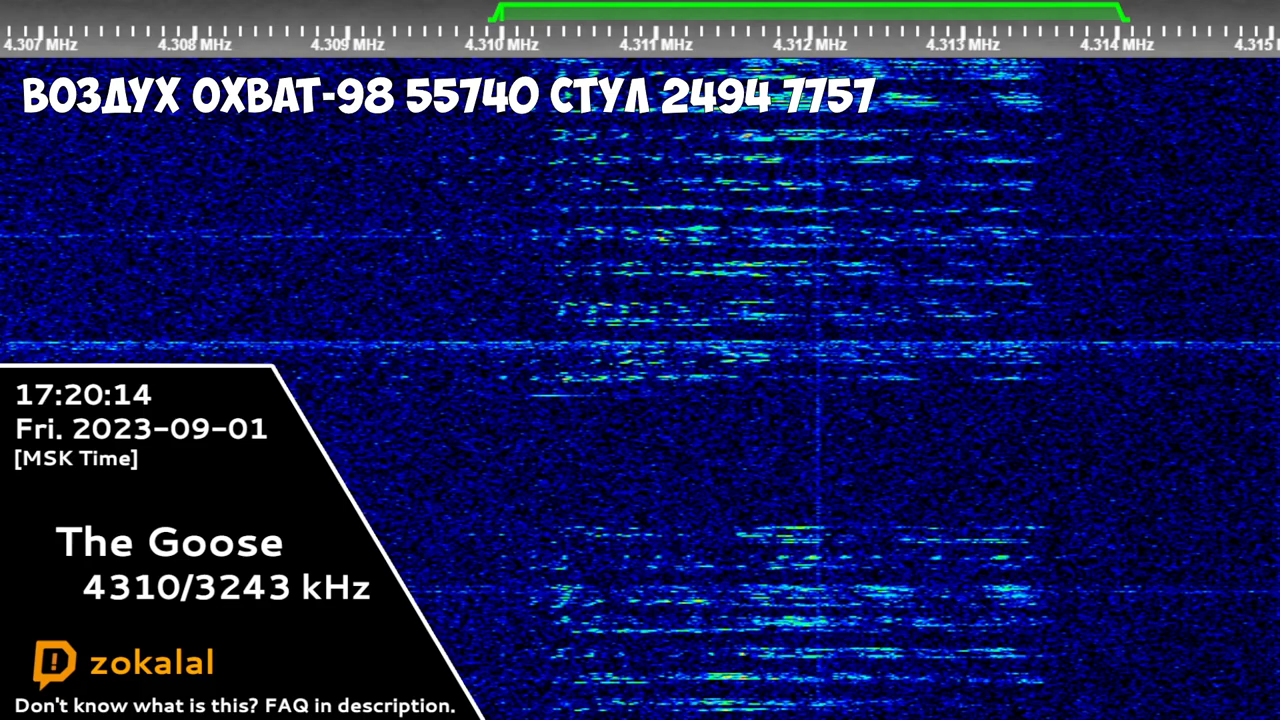 4.307 MHz 4.308 MHz 4.309 MHz 4.310 MHz 4.311 MHz 4.312 MHz 4.313 MHz 4.314 MHz 4.315
ВОЗДУХ ОХВАТ-98 55740 СТУЛ 2494 7757
17:20:14
Fri. 2023-09-01
[MSK Time]
The Goose
4310/3243 kHz
zokalal
Don't know what is this? FAQ in description.